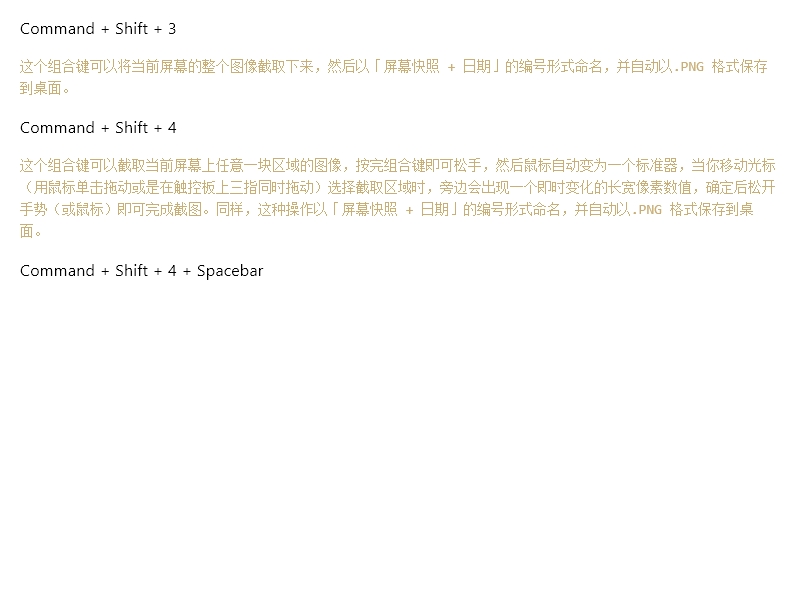 Command + Shift + 3
这个组合键可以将当前屏幕的整个图像截取下来，然后以「屏幕快照 + 日期」的编号形式命名，并自动以.PNG 格式保存
到桌面。
Command + Shift + 4
这个组合键可以截取当前屏幕上任意一块区域的图像，按完组合键即可松手，然后鼠标自动变为一个标准器，当你移动光标
（用鼠标单击拖动或是在触控板上三指同时拖动）选择截取区域时，旁边会出现一个即时变化的长宽像素数值，确定后松开
手势（或鼠标）即可完成截图。同样，这种操作以「屏幕快照 + 日期」的编号形式命名，并自动以.PNG 格式保存到桌
面。
Command + Shift + 4 + Spacebar